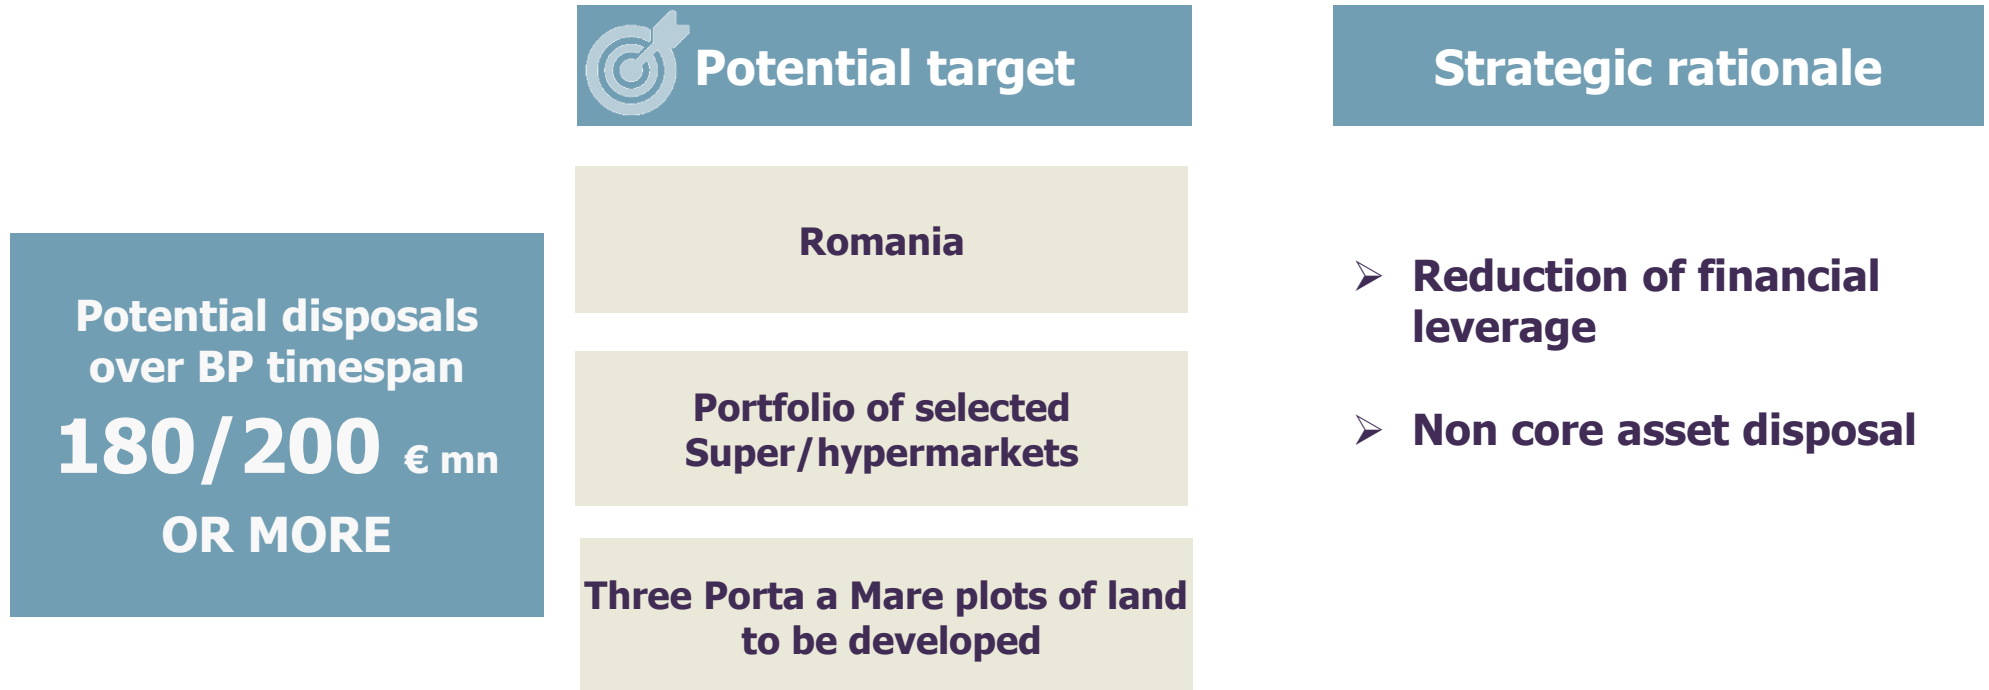 Potential target
Strategic rationale
Potential disposals
over BP timespan
180/200 € mn
OR MORE
Romania
Portfolio of selected
Super/hypermarkets
Three Porta a Mare plots of land
to be developed
➢ Reduction of financial
leverage
➢ Non core asset disposal